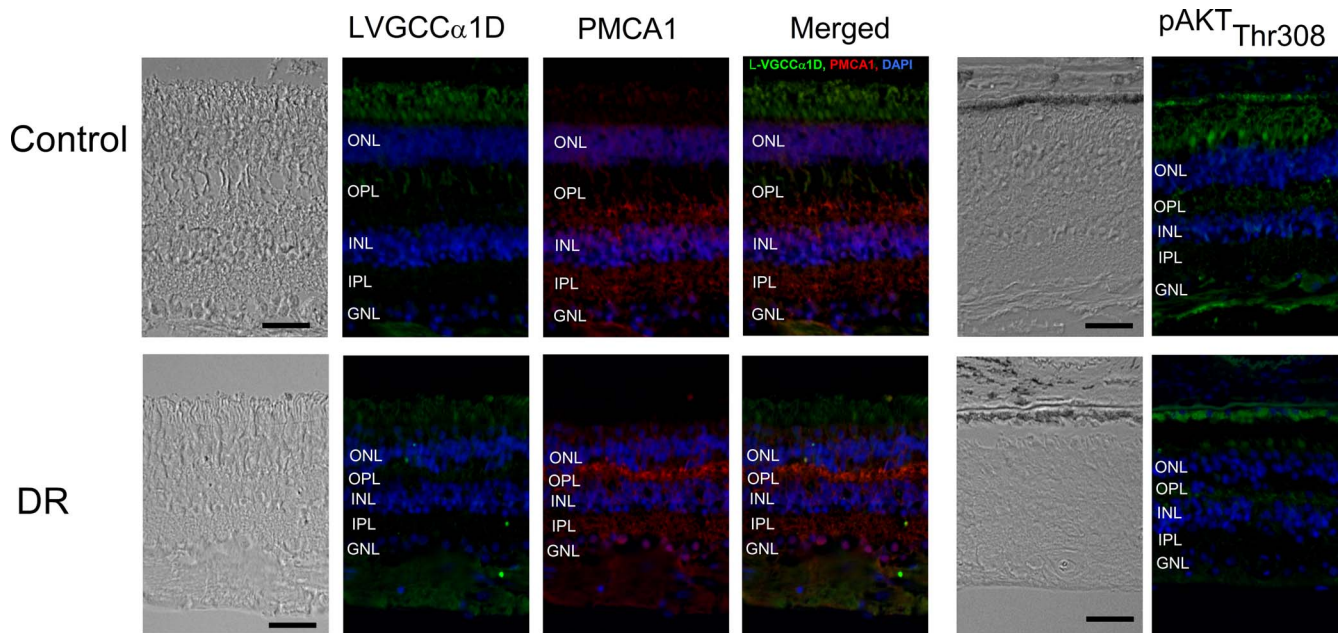 LVGCCα1D
PMCA1
Merged
pAKT Thr308
Control
L-VGCCα1D, PMCA1, DAPI
ONL
OPL
INL
IPL
GNL
ONL
OPL
INL
IPL
GNL
ONL
OPL
INL
IPL
GNL
ONL
OPL
INL
IPL
GNL
DR
ONL
OPL
INL
IPL
GNL
ONL
OPL
INL
IPL
GNL
ONL
OPL
INL
IPL
GNL
ONL
OPL
INL
IPL
GNL